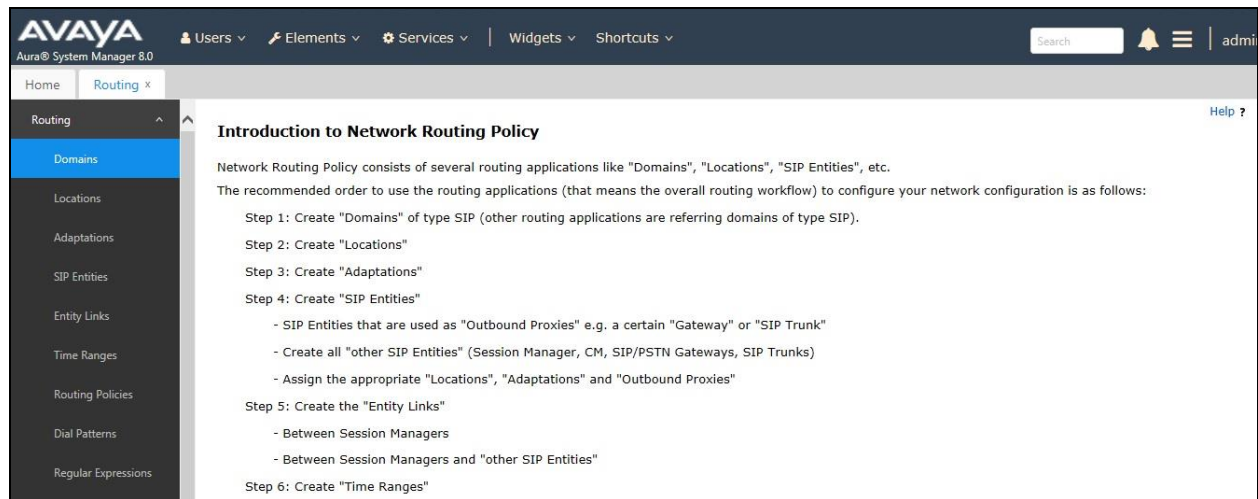 AVAYA
Aura® System Manager 8.0
Users Elements Services | Widgets Shortcuts
Search
admi
Home Routing x
Routing
Domains
Locations
Adaptations
SIP Entities
Entity Links
Time Ranges
Routing Policies
Dial Patterns
Regular Expressions
Help ?
Introduction to Network Routing Policy
Network Routing Policy consists of several routing applications like "Domains", "Locations", "SIP Entities", etc.
The recommended order to use the routing applications (that means the overall routing workflow) to configure your network configuration is as follows:
Step 1: Create "Domains" of type SIP (other routing applications are referring domains of type SIP).
Step 2: Create "Locations"
Step 3: Create "Adaptations"
Step 4: Create "SIP Entities"
- SIP Entities that are used as "Outbound Proxies" e.g. a certain "Gateway" or "SIP Trunk"
- Create all "other SIP Entities" (Session Manager, CM, SIP/PSTN Gateways, SIP Trunks)
- Assign the appropriate "Locations", "Adaptations" and "Outbound Proxies"
Step 5: Create the "Entity Links"
- Between Session Managers
- Between Session Managers and "other SIP Entities"
Step 6: Create "Time Ranges"